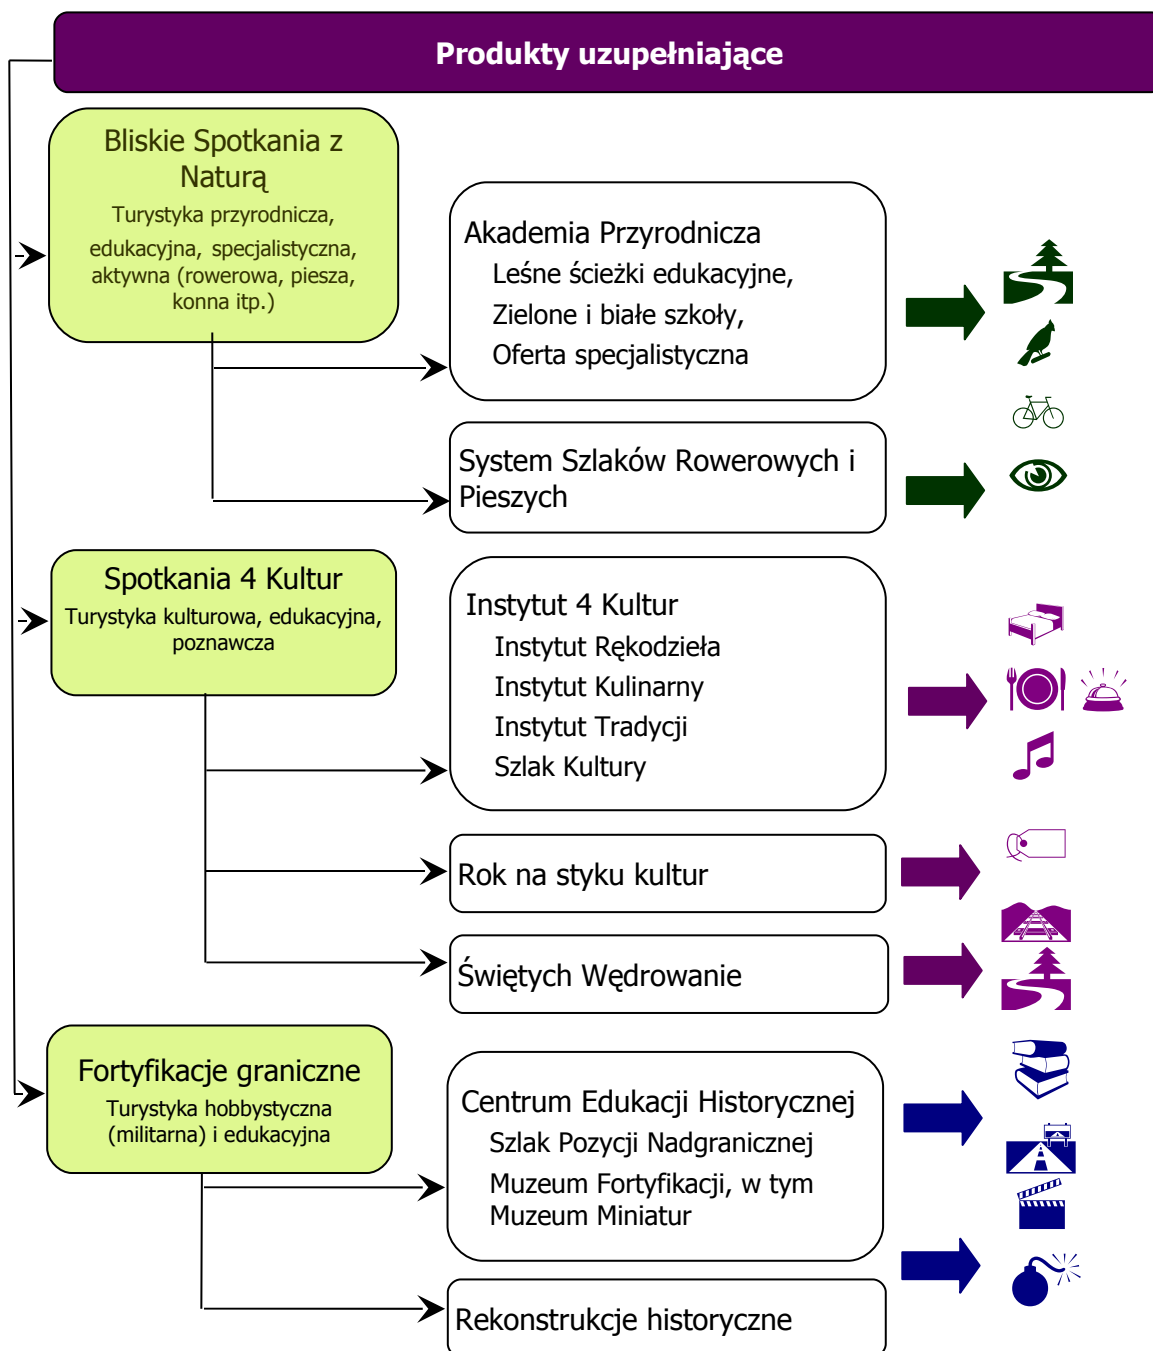 Produkty uzupełniające
Bliskie Spotkania z
Naturą
Turystyka przyrodnicza,
edukacyjna, specjalistyczna,
aktywna (rowerowa, piesza,
konna itp.)
Akademia Przyrodnicza
Leśne ścieżki edukacyjne,
Zielone i białe szkoły,
Oferta specjalistyczna
System Szlaków Rowerowych i
Pieszych
Spotkania 4 Kultur
Turystyka kulturowa, edukacyjna,
poznawcza
Instytut 4 Kultur
Instytut Rękodzieła
Instytut Kulinarny
Instytut Tradycji
Szlak Kultury
Rok na styku kultur
Świętych Wędrowanie
Fortyfikacje graniczne
Turystyka hobbystyczna
(militarna) i edukacyjna
Centrum Edukacji Historycznej
Szlak Pozycji Nadgranicznej
Muzeum Fortyfikacji, w tym
Muzeum Miniatur
Rekonstrukcje historyczne